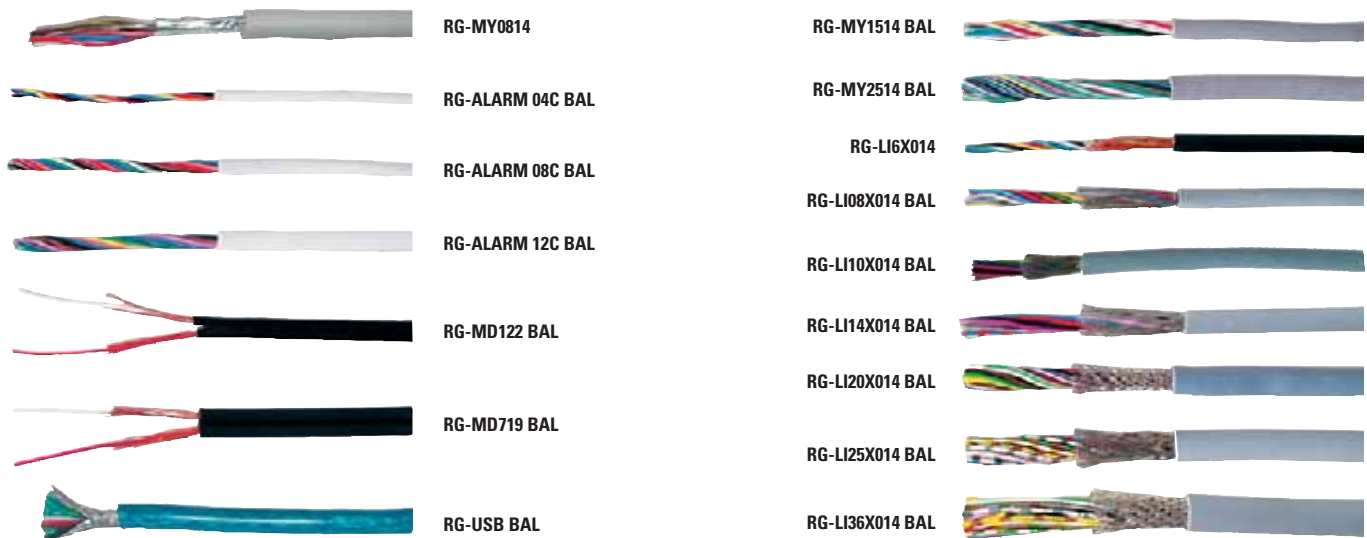 RG-MY0814
RG-ALARM 04C BAL
RG-ALARM 08C BAL
RG-ALARM 12C BAL
RG-MD122 BAL
RG-MD719 BAL
RG-USB BAL
RG-MY1514 BAL
RG-MY2514 BAL
RG-LI6X014
RG-LI08X014 BAL
RG-LI10X014 BAL
RG-LI14X014 BAL
RG-LI20X014 BAL
RG-LI25X014 BAL
RG-LI36X014 BAL